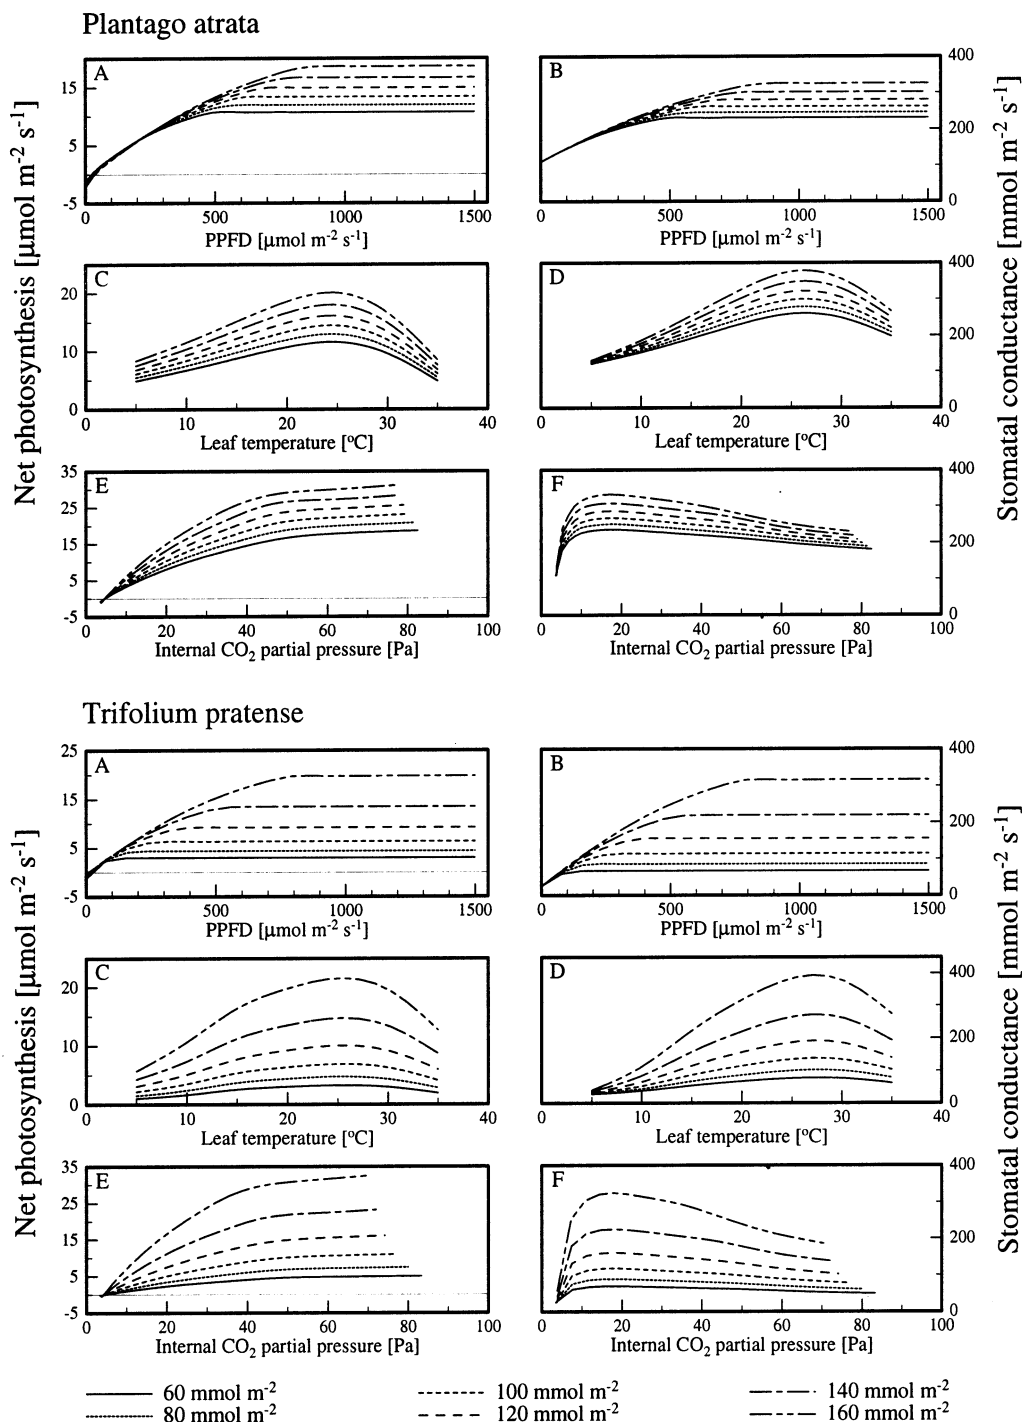 Plantago atrata
Net photosynthesis [μmol m⁻² s⁻¹]
Stomatal conductance [mmol m⁻² s⁻¹]
A
15
5
-5
0 500 1000 1500
PPFD [μmol m⁻² s⁻¹]
B
400
200
0
0 500 1000 1500
PPFD [μmol m⁻² s⁻¹]
C
20
10
0
0 10 20 30 40
Leaf temperature [°C]
D
400
200
0
0 10 20 30 40
Leaf temperature [°C]
E
35
25
15
5
-5
0 20 40 60 80 100
Internal CO₂ partial pressure [Pa]
F
400
200
0
0 20 40 60 80 100
Internal CO₂ partial pressure [Pa]
Trifolium pratense
Net photosynthesis [μmol m⁻² s⁻¹]
Stomatal conductance [mmol m⁻² s⁻¹]
A
25
15
5
-5
0 500 1000 1500
PPFD [μmol m⁻² s⁻¹]
B
400
200
0
0 500 1000 1500
PPFD [μmol m⁻² s⁻¹]
C
20
10
0
0 10 20 30 40
Leaf temperature [°C]
D
400
200
0
0 10 20 30 40
Leaf temperature [°C]
E
35
25
15
5
-5
0 20 40 60 80 100
Internal CO₂ partial pressure [Pa]
F
400
200
0
0 20 40 60 80 100
Internal CO₂ partial pressure [Pa]
60 mmol m⁻²
100 mmol m⁻²
140 mmol m⁻²
80 mmol m⁻²
120 mmol m⁻²
160 mmol m⁻²